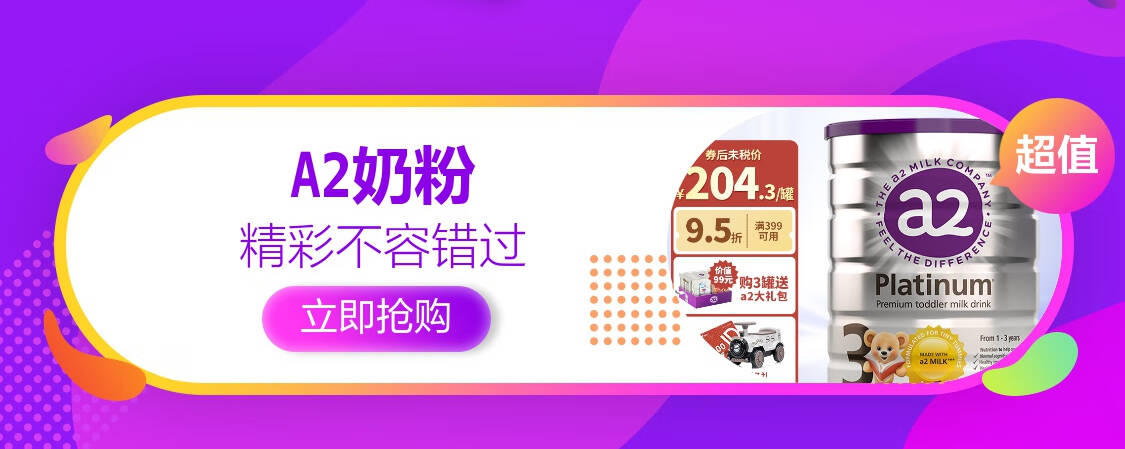 A2奶粉
精彩不容错过
立即抢购
券后未税价
¥204.3/罐
9.5折
满399
可用
价值
99元
购3罐送
a2大礼包
超值
THE a2 MILK COMPANY™
a2
FEEL THE DIFFERENCE
Platinum®
Premium toddler milk drink
3
From 1 - 3 years
MADE WITH
a2 MILK™